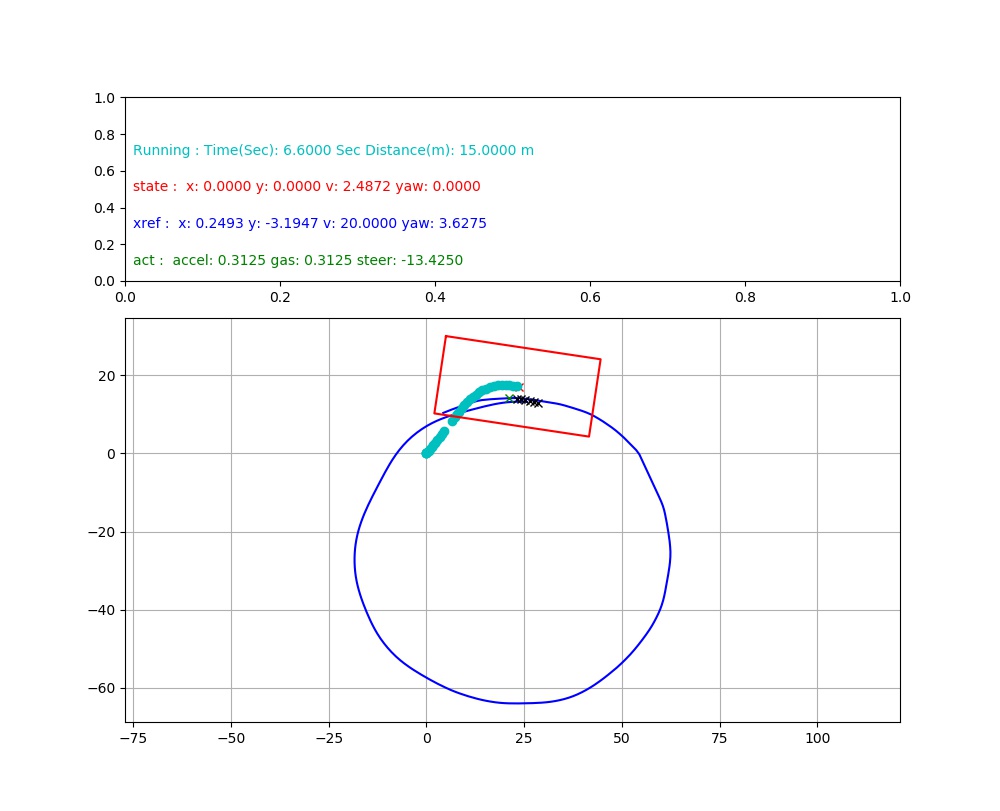 1.0
0.8
Running : Time(Sec): 6.6000 Sec Distance(m): 15.0000 m
0.6
state :  x: 0.0000 y: 0.0000 v: 2.4872 yaw: 0.0000
0.4
xref :  x: 0.2493 y: -3.1947 v: 20.0000 yaw: 3.6275
0.2
act :  accel: 0.3125 gas: 0.3125 steer: -13.4250
0.0
0.0 0.2 0.4 0.6 0.8 1.0
20
0
−20
−40
−60
−75 −50 −25 0 25 50 75 100